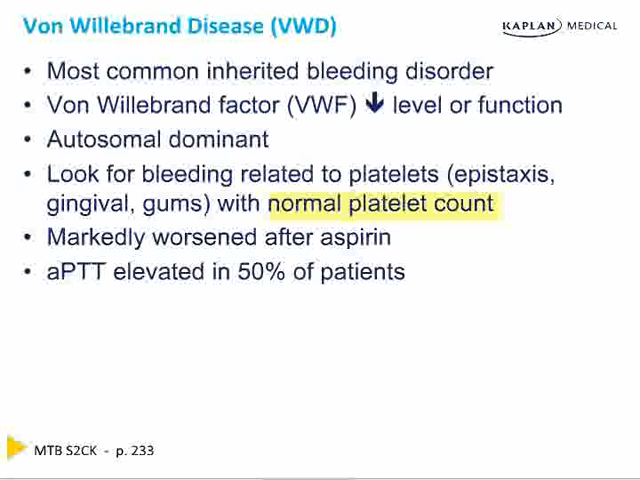 Von Willebrand Disease (VWD)
KAPLAN MEDICAL
• Most common inherited bleeding disorder
• Von Willebrand factor (VWF) 🡇 level or function
• Autosomal dominant
• Look for bleeding related to platelets (epistaxis,
gingival, gums) with normal platelet count
• Markedly worsened after aspirin
• aPTT elevated in 50% of patients
MTB S2CK - p. 233